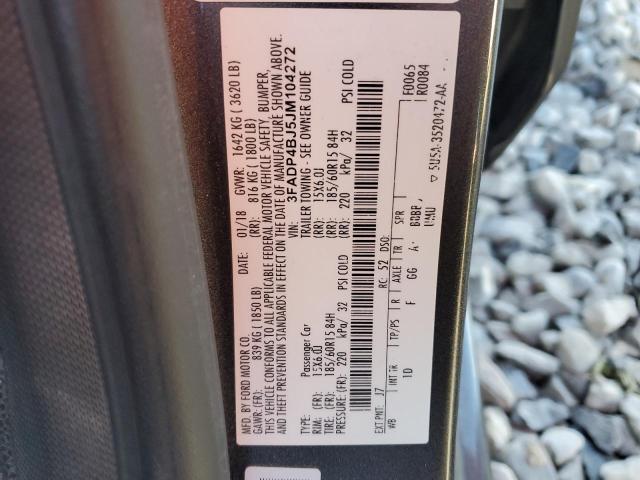 MFD. BY FORD MOTOR CO.
DATE: 01/18 GVWR: 1642 KG ( 3620 LB)
GAWR: (FR): 839 KG (1850 LB) (RR): 816 KG (1800 LB)
THIS VEHICLE CONFORMS TO ALL APPLICABLE FEDERAL MOTOR VEHICLE SAFETY, BUMPER,
AND THEFT PREVENTION STANDARDS IN EFFECT ON THE DATE OF MANUFACTURE SHOWN ABOVE.
VIN: 3FADP4BJ5JM104272
TYPE: Passenger Car TRAILER TOWING - SEE OWNER GUIDE
RIM: (FR): 15X6.0J (RR): 15X6.0J
TIRE: (FR): 185/60R15 84H (RR): 185/60R15 84H
PRESSURE: (FR): 220 kPa/ 32 PSI COLD (RR): 220 kPa/ 32 PSI COLD
F0065
R0084
EXT PNT: J7 RC: 52 DSO:
WB INT TR TP/PS R AXLE TR SPR
1D F GG
5U5A-3520472-AA